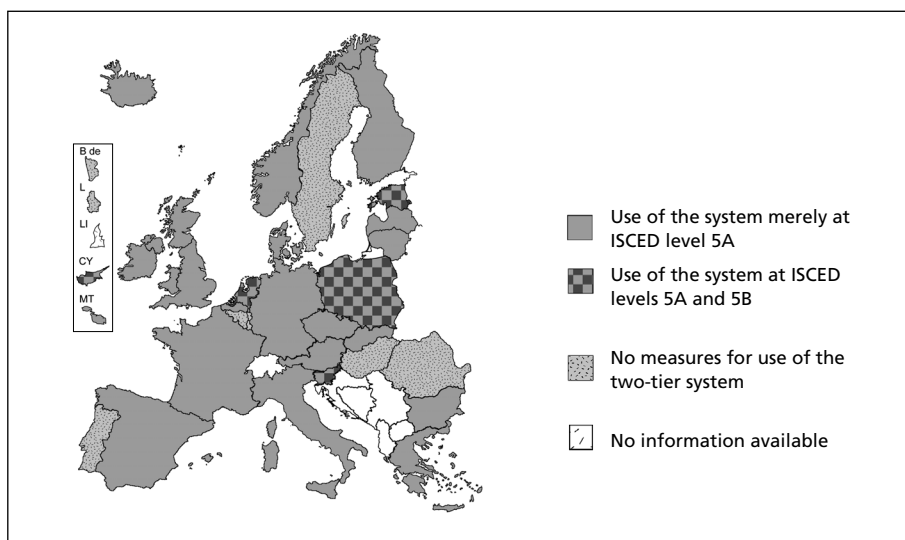 B de
L
LI
CY
MT
Use of the system merely at
ISCED level 5A
Use of the system at ISCED
levels 5A and 5B
No measures for use of the
two-tier system
No information available